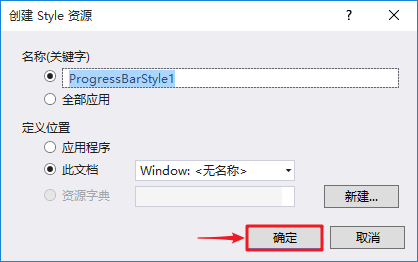 创建 Style 资源
名称(关键字)
ProgressBarStyle1
全部应用
定义位置
应用程序
此文档
Window: <无名称>
资源字典
新建...
确定
取消